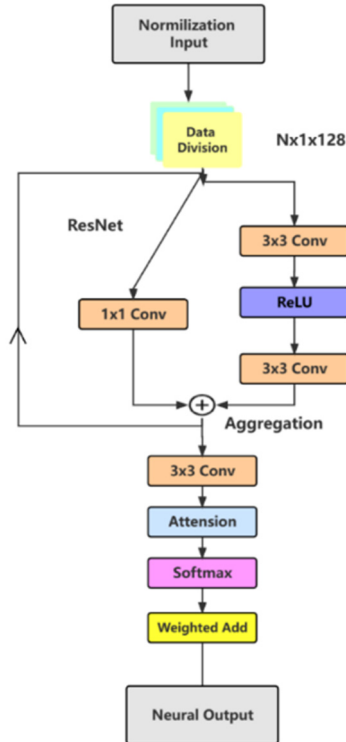 Normilization
Input
Data
Division
Nx1x128
ResNet
3x3 Conv
1x1 Conv
ReLU
3x3 Conv
Aggregation
3x3 Conv
Attension
Softmax
Weighted Add
Neural Output